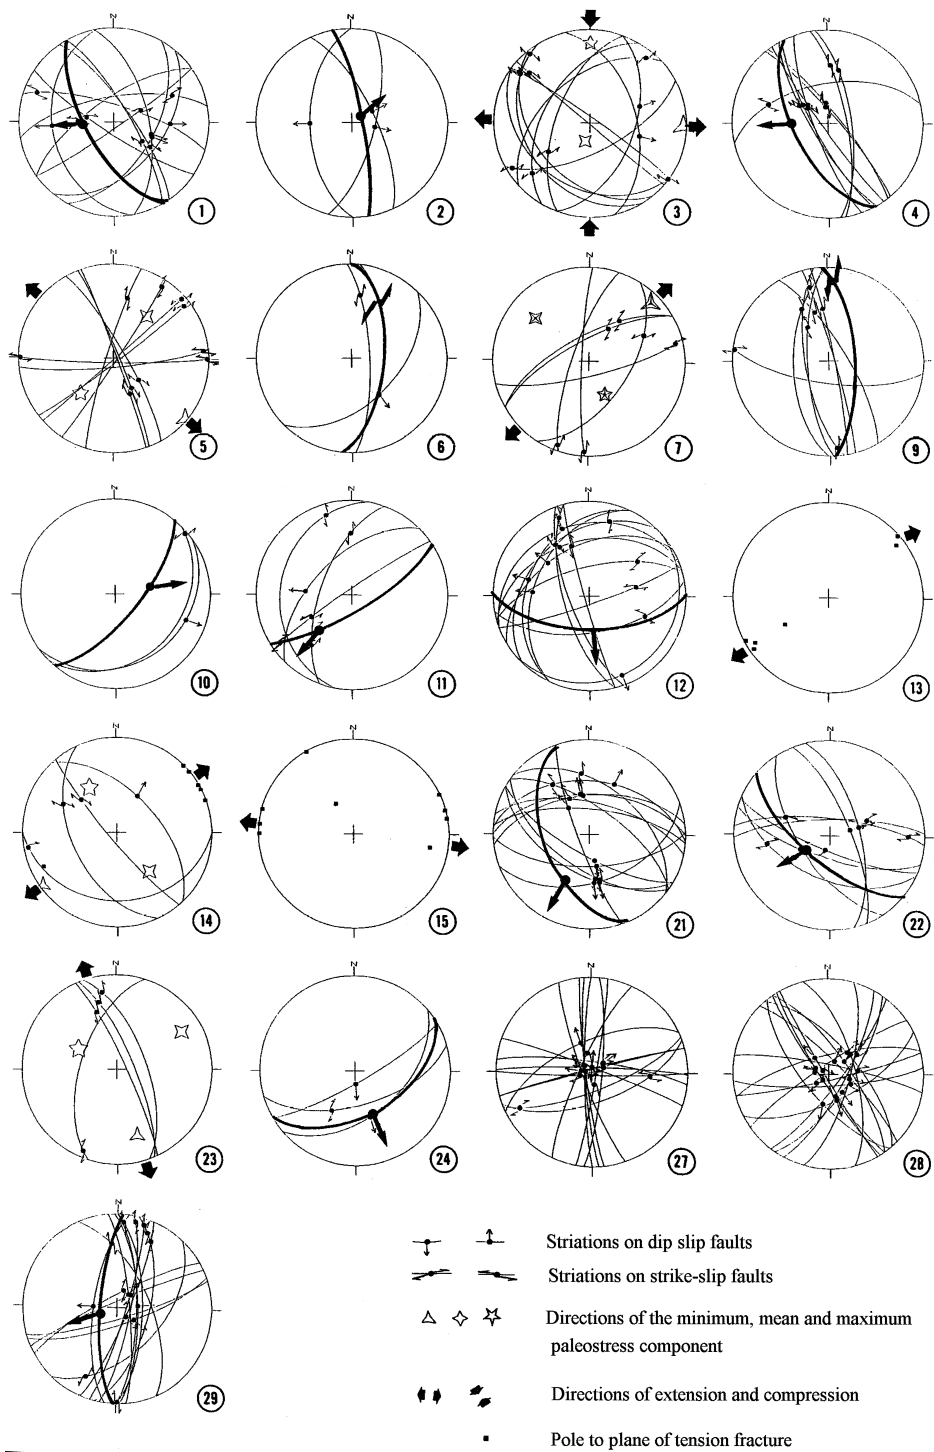 N N N N
1 2 3 4
N N N N
5 6 7 9
N N N N
10 11 12 13
N N N N
14 15 21 22
N N N N
23 24 27 28
N
Striations on dip slip faults
Striations on strike-slip faults
Directions of the minimum, mean and maximum
paleostress component
29
Directions of extension and compression
Pole to plane of tension fracture